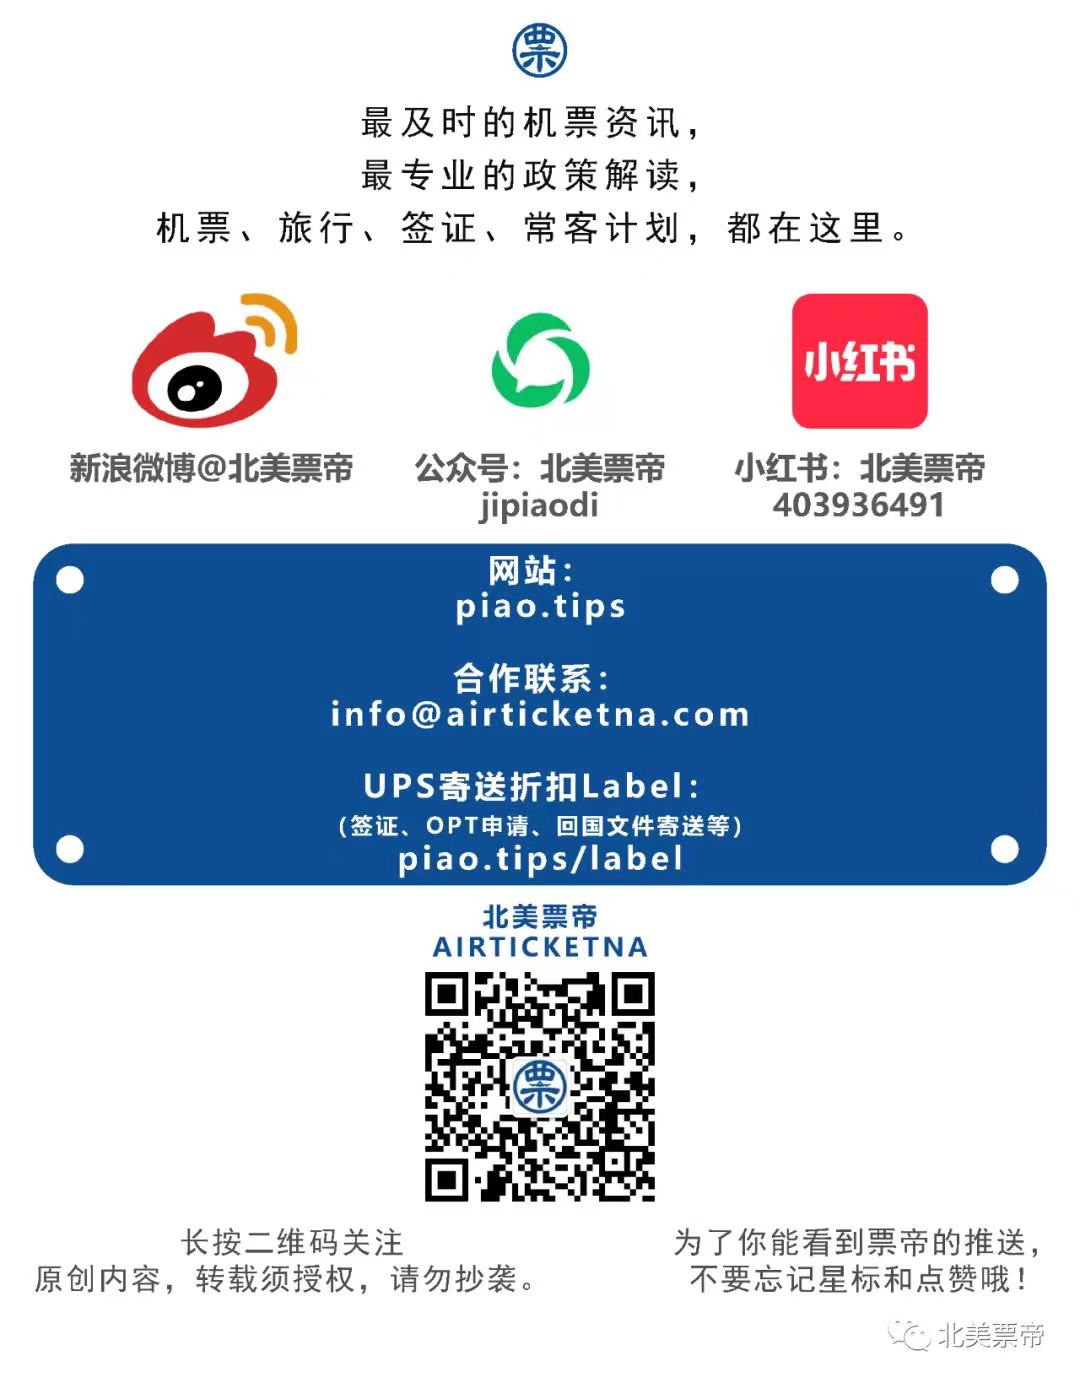 票
最及时的机票资讯，
最专业的政策解读，
机票、旅行、签证、常客计划，都在这里。
小红书
新浪微博@北美票帝
公众号：北美票帝
jipiaodi
小红书：北美票帝
403936491
网站：
piao.tips
合作联系：
info@airticketna.com
UPS寄送折扣Label：
（签证、OPT申请、回国文件寄送等）
piao.tips/label
北美票帝
AIRTICKETNA
票
长按二维码关注
原创内容，转载须授权，请勿抄袭。
为了你能看到票帝的推送，
不要忘记星标和点赞哦！
北美票帝